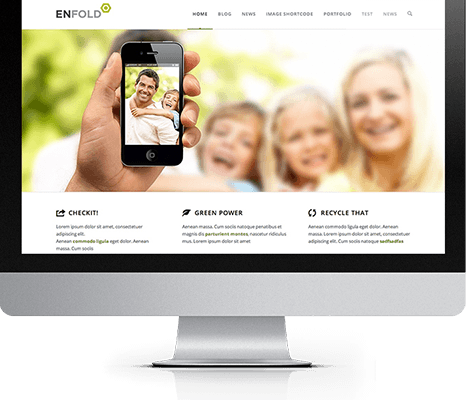 ENFOLD
HOME BLOG NEWS IMAGE SHORTCODE PORTFOLIO TEST NEWS
CHECKIT!
Lorem ipsum dolor sit amet, consectetuer
adipiscing elit.
Aenean commodo ligula eget dolor. Aenean
massa. Cum sociis
GREEN POWER
Aenean massa. Cum sociis natoque penatibus et
magnis dis parturient montes, nascetur ridiculus
mus. Lorem ipsum dolor sit amet
RECYCLE THAT
Aenean commodo ligula eget dolor. Aenean
massa. Lorem ipsum dolor sit amet, consectetuer
adipiscing elit. Cum sociis natoque sadfsadfes